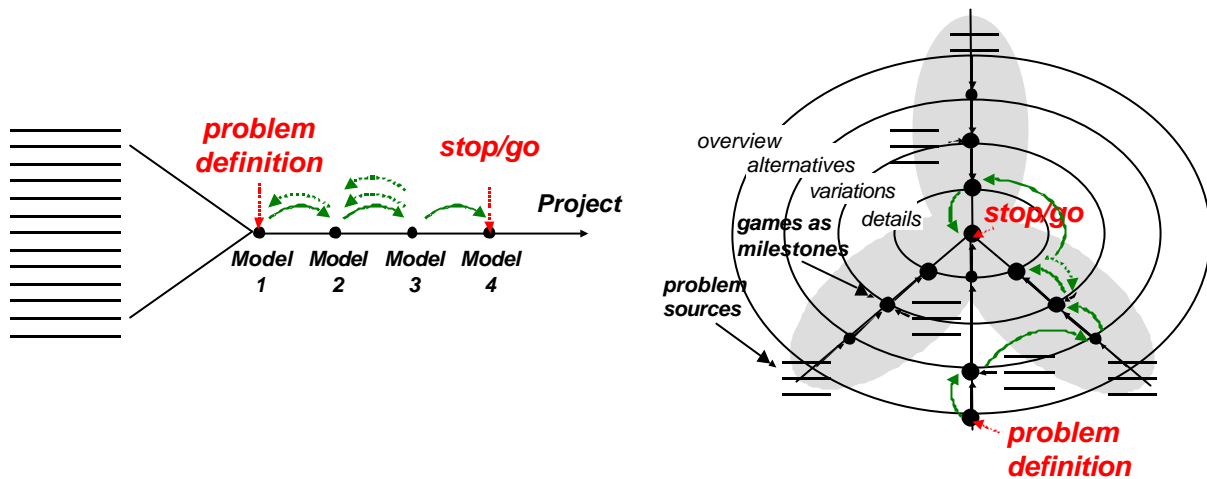 problem
definition
stop/go
Project
Model
1
Model
2
Model
3
Model
4
overview
alternatives
variations
details
stop/go
games as
milestones
problem
sources
problem
definition